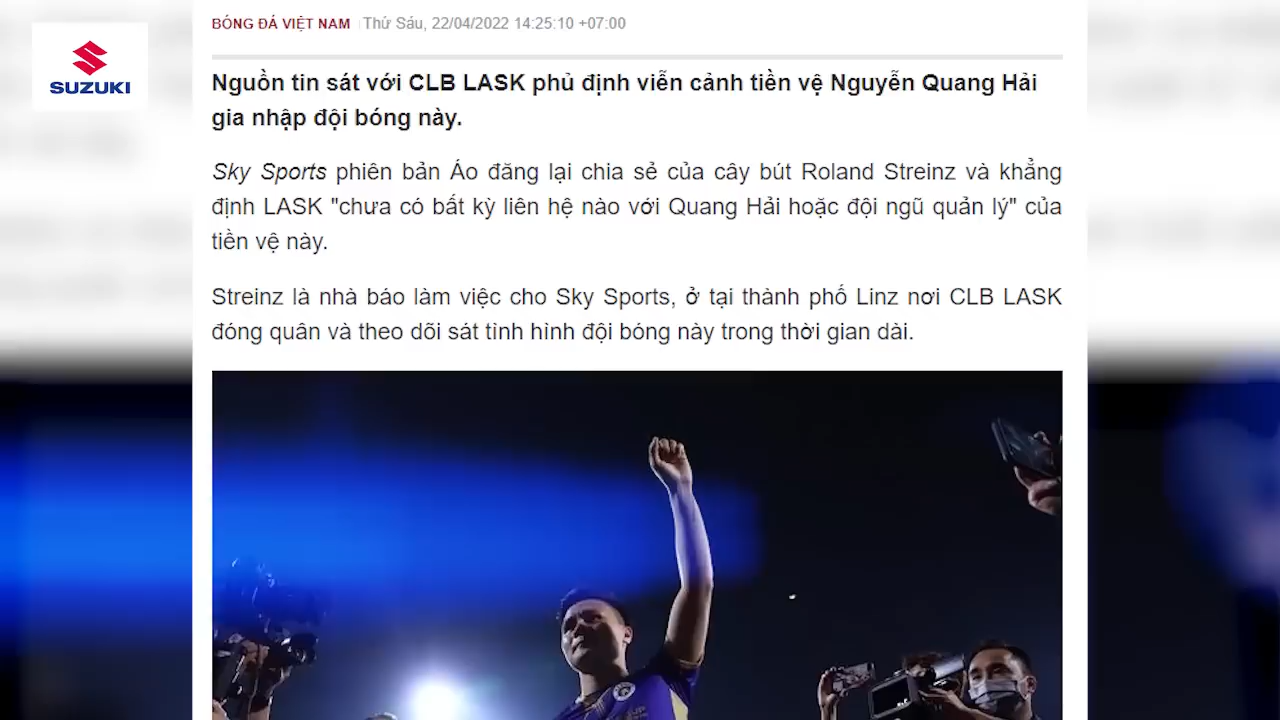 SUZUKI
BÓNG ĐÁ VIỆT NAM Thứ Sáu, 22/04/2022 14:25:10 +07:00
Nguồn tin sát với CLB LASK phủ định viễn cảnh tiền vệ Nguyễn Quang Hải
gia nhập đội bóng này.
Sky Sports phiên bản Áo đăng lại chia sẻ của cây bút Roland Streinz và khẳng
định LASK "chưa có bất kỳ liên hệ nào với Quang Hải hoặc đội ngũ quản lý" của
tiền vệ này.
Streinz là nhà báo làm việc cho Sky Sports, ở tại thành phố Linz nơi CLB LASK
đóng quân và theo dõi sát tình hình đội bóng này trong thời gian dài.